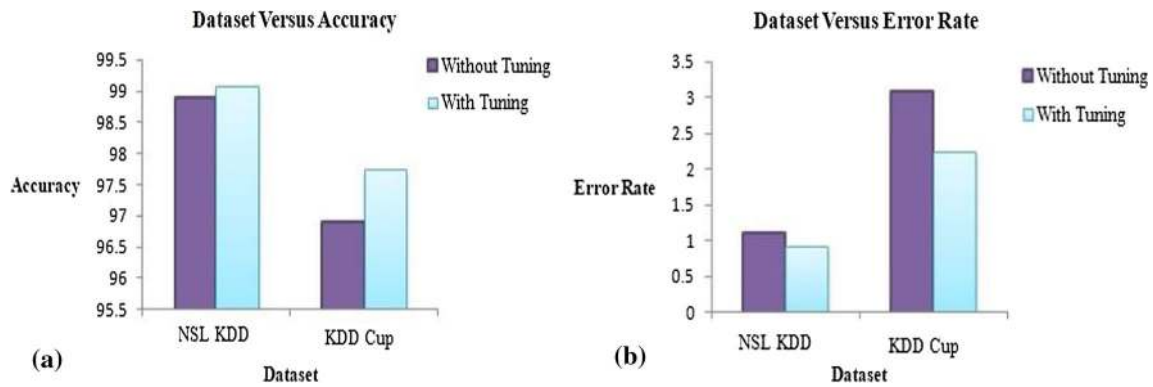 Dataset Versus Accuracy
99.5
99
98.5
98
97.5
97
96.5
96
95.5
Accuracy
Without Tuning
With Tuning
NSL KDD
KDD Cup
Dataset
(a)
Dataset Versus Error Rate
3.5
3
2.5
2
1.5
1
0.5
0
Error Rate
Without Tuning
With Tuning
NSL KDD
KDD Cup
Dataset
(b)